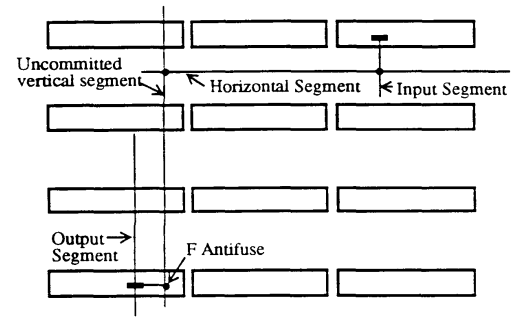 Uncommitted
vertical segment
Horizontal Segment
Input Segment
Output
Segment
F Antifuse